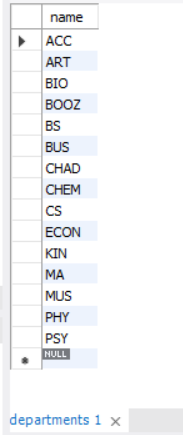 name
ACC
ART
BIO
BOOZ
BS
BUS
CHAD
CHEM
CS
ECON
KIN
MA
MUS
PHY
PSY
NULL
departments 1